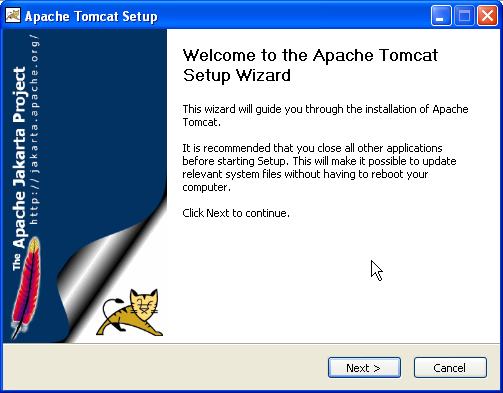 Apache Tomcat Setup
The Apache Jakarta Project
http://jakarta.apache.org/
Welcome to the Apache Tomcat
Setup Wizard
This wizard will guide you through the installation of Apache
Tomcat.
It is recommended that you close all other applications
before starting Setup. This will make it possible to update
relevant system files without having to reboot your
computer.
Click Next to continue.
Next >
Cancel